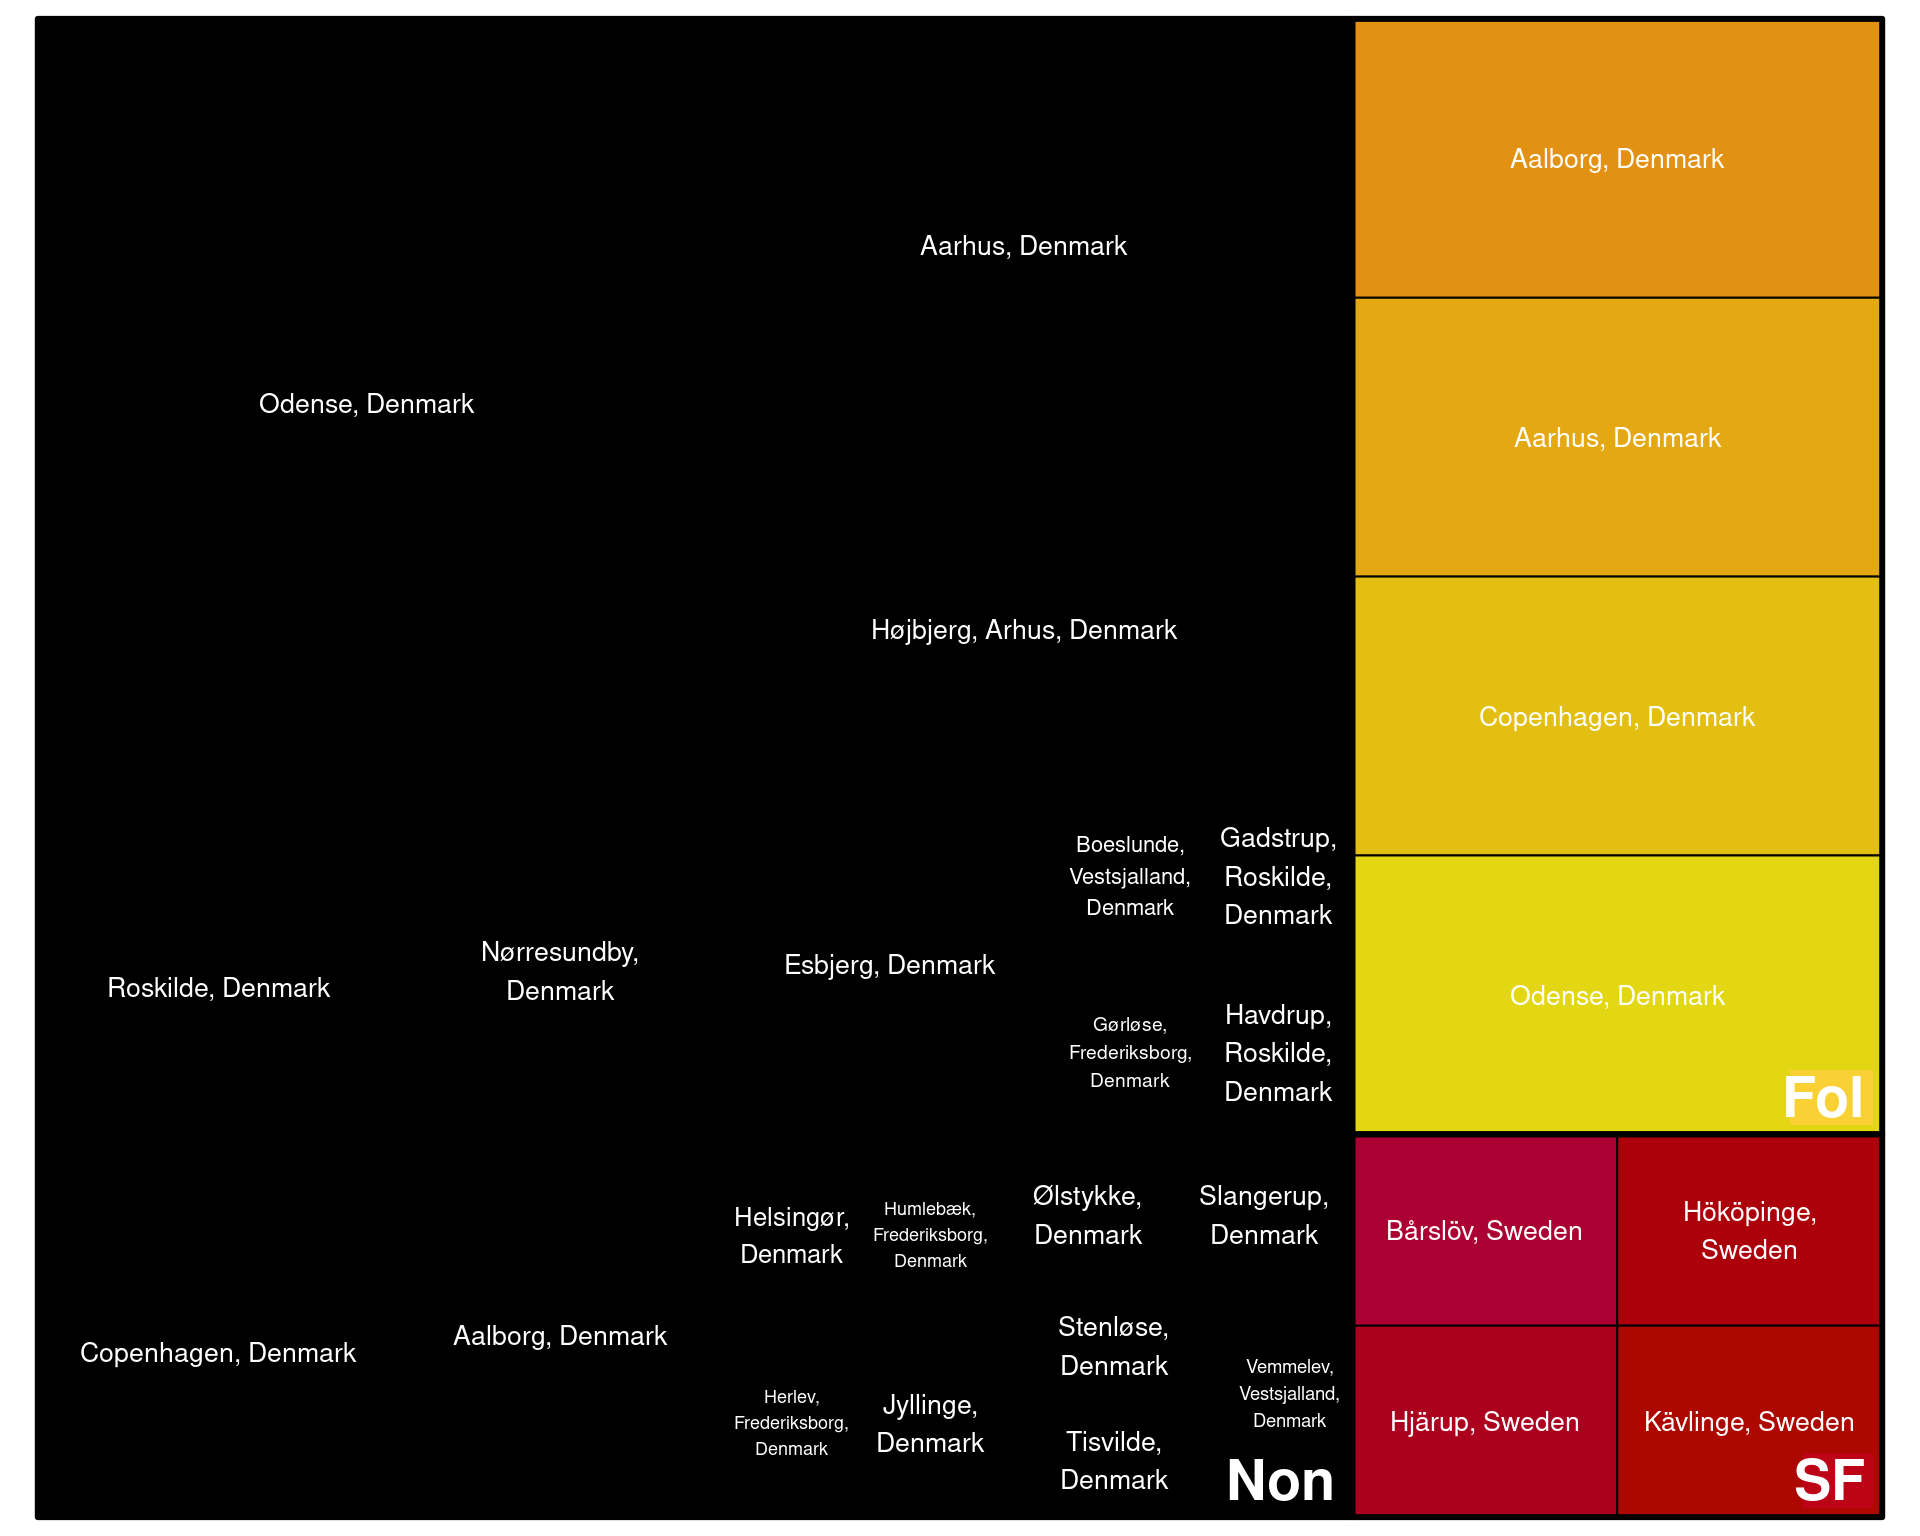 Aarhus, Denmark
Odense, Denmark
Højbjerg, Arhus, Denmark
Roskilde, Denmark
Nørresundby,
Denmark
Esbjerg, Denmark
Boeslunde,
Vestsjalland,
Denmark
Gadstrup,
Roskilde,
Denmark
Gørløse,
Frederiksborg,
Denmark
Havdrup,
Roskilde,
Denmark
Copenhagen, Denmark
Aalborg, Denmark
Helsingør,
Denmark
Humlebæk,
Frederiksborg,
Denmark
Ølstykke,
Denmark
Slangerup,
Denmark
Herlev,
Frederiksborg,
Denmark
Jyllinge,
Denmark
Stenløse,
Denmark
Tisvilde,
Denmark
Vemmelev,
Vestsjalland,
Denmark
Non
Aalborg, Denmark
Aarhus, Denmark
Copenhagen, Denmark
Odense, Denmark
Fol
Bårslöv, Sweden
Hököpinge,
Sweden
Hjärup, Sweden
Kävlinge, Sweden
SF